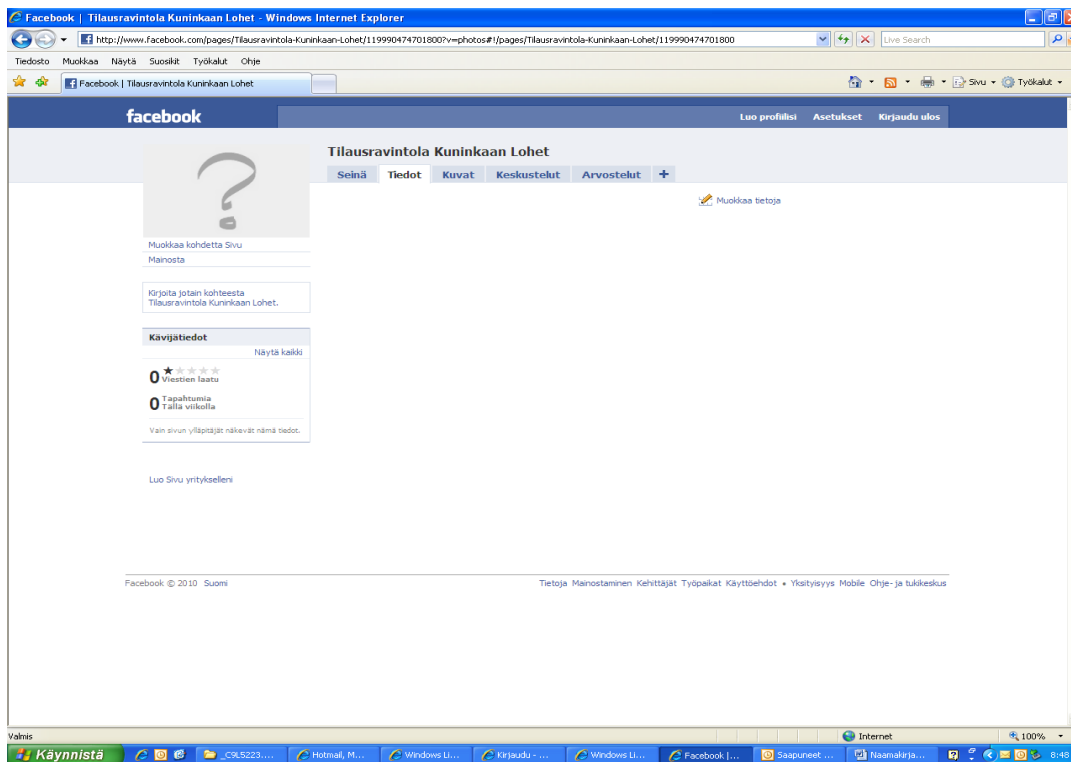 Facebook | Tilausravintola Kuninkaan Lohet - Windows Internet Explorer
http://www.facebook.com/pages/Tilausravintola-Kuninkaan-Lohet/119990474701800?v=photos#!/pages/Tilausravintola-Kuninkaan-Lohet/119990474701800
Live Search
Tiedosto Muokkaa Näytä Suosikit Työkalut Ohje
Facebook | Tilausravintola Kuninkaan Lohet
Sivu Työkalut
facebook
Luo profiilisi Asetukset Kirjaudu ulos
Tilausravintola Kuninkaan Lohet
Seinä Tiedot Kuvat Keskustelut Arvostelut +
Muokkaa tietoja
?
Muokkaa kohdetta Sivu
Mainosta
Kirjoita jotain kohteesta
Tilausravintola Kuninkaan Lohet.
Kävijätiedot
Näytä kaikki
0 Viestien laatu
0 Tapahtumia
Tällä viikolla
Vain sivun ylläpitäjät näkevät nämä tiedot.
Luo Sivu yritykselleni
Facebook © 2010 Suomi
Tietoja Mainostaminen Kehittäjät Työpaikat Käyttöehdot • Yksityisyys Mobile Ohje- ja tukikeskus
Valmis
Internet
100%
Käynnistä
_C9L5223....
Hotmail, M...
Windows Li...
Kirjaudu - ...
Windows Li...
Facebook |...
Saapuneet ...
Naamakirja...
8:48